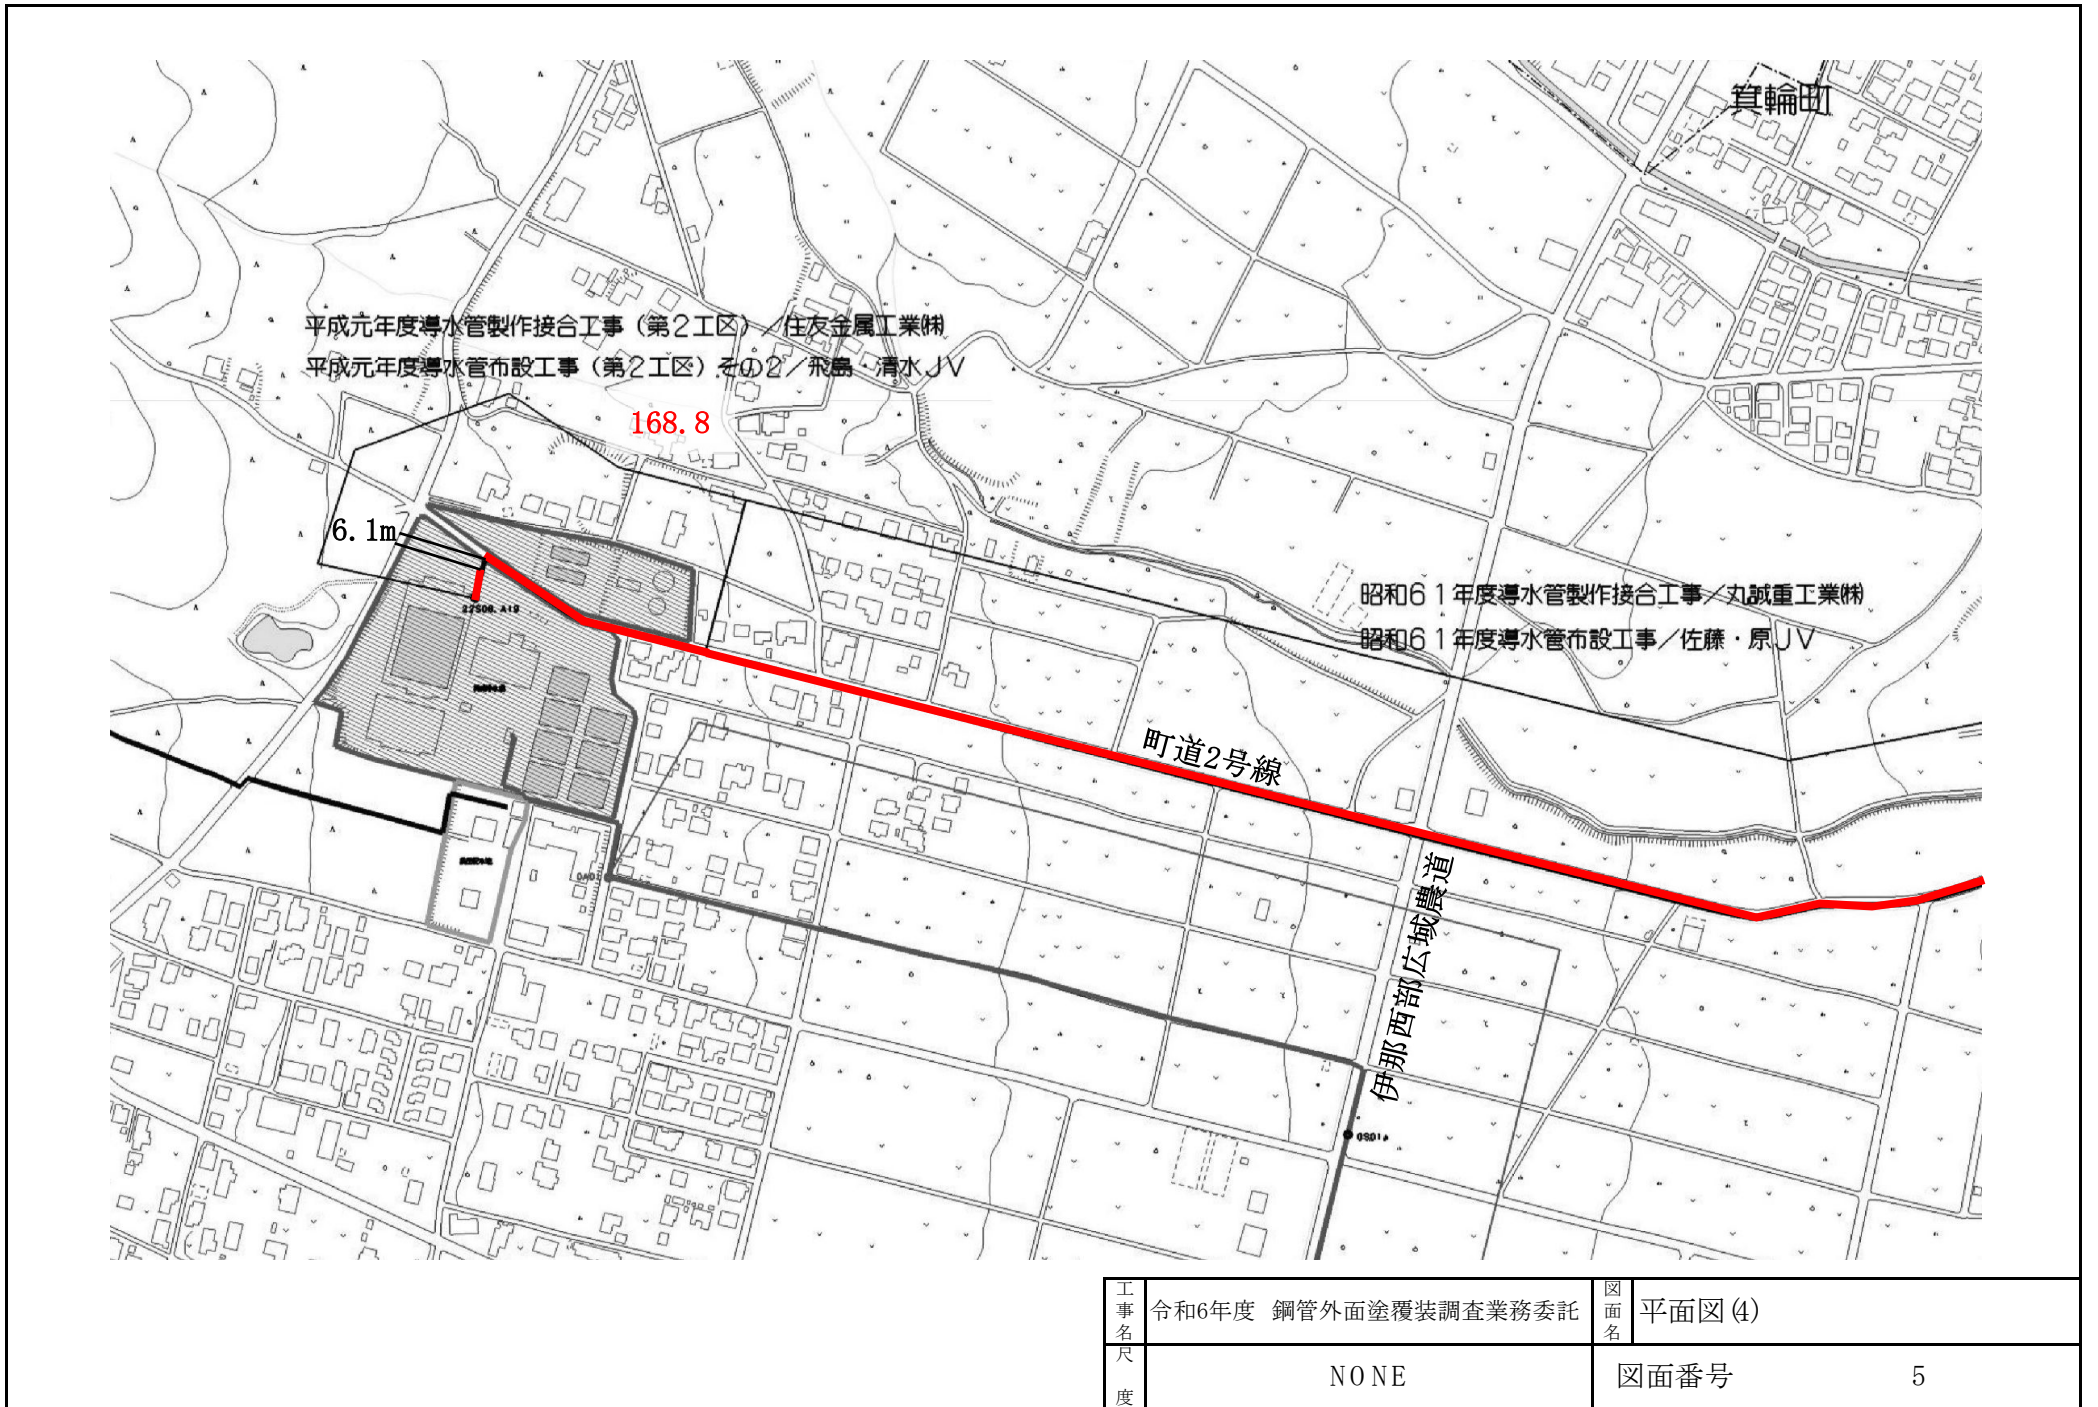 箕輪町
平成元年度導水管製作接合工事（第２工区）／住友金属工業㈱
平成元年度導水管布設工事（第２工区）その２／飛島・清水ＪＶ
168.8
6.1m
22S06.A19
昭和６１年度導水管製作接合工事／丸誠重工業㈱
昭和６１年度導水管布設工事／佐藤・原ＪＶ
町道2号線
伊那西部広域農道
工事名
令和6年度 鋼管外面塗覆装調査業務委託
図面名
平面図(4)
尺度
NONE
図面番号
5